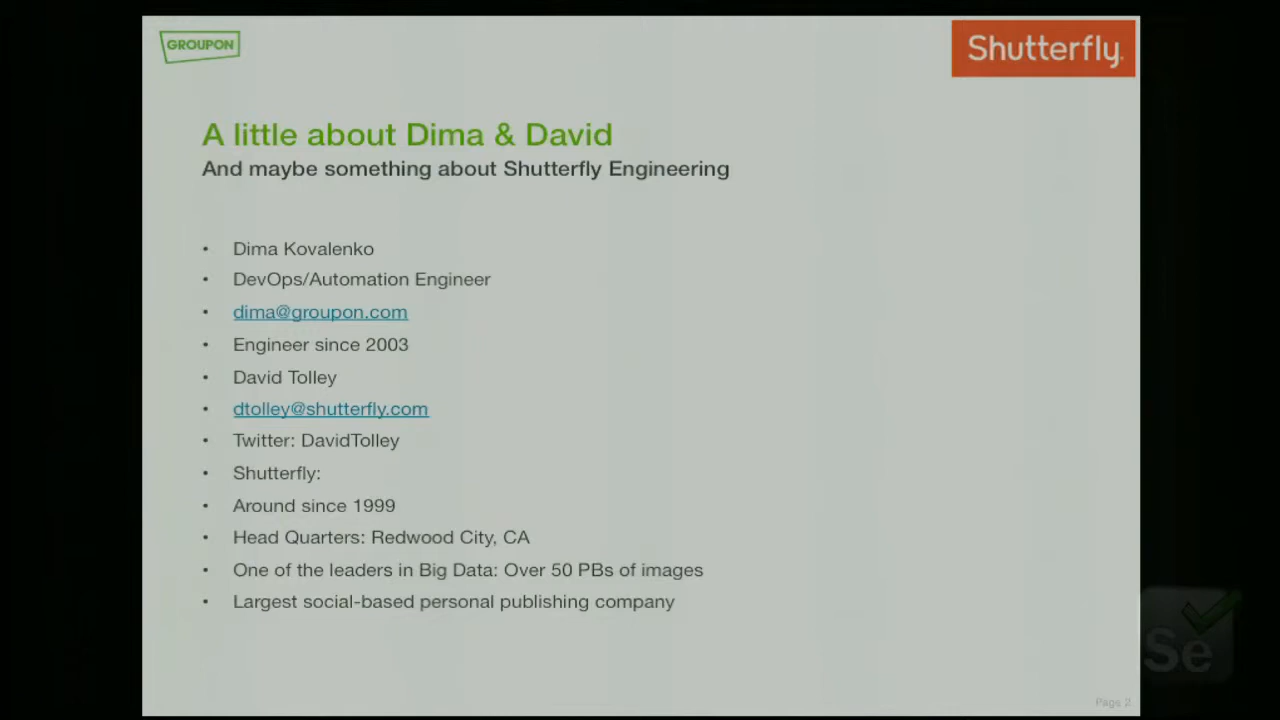 GROUPON
Shutterfly.
A little about Dima & David
And maybe something about Shutterfly Engineering
• Dima Kovalenko
• DevOps/Automation Engineer
• dima@groupon.com
• Engineer since 2003
• David Tolley
• dtolley@shutterfly.com
• Twitter: DavidTolley
• Shutterfly:
• Around since 1999
• Head Quarters: Redwood City, CA
• One of the leaders in Big Data: Over 50 PBs of images
• Largest social-based personal publishing company
Se
Page 2